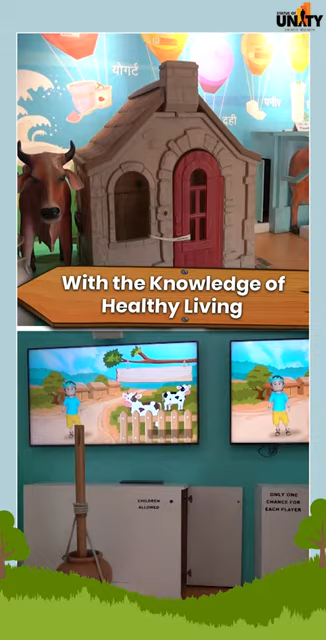 STATUE OF
UNITY
योगर्ट
पनीर
दही
With the Knowledge of
Healthy Living
CHILDREN
ALLOWED
ONLY ONE
CHANCE FOR
EACH PLAYER